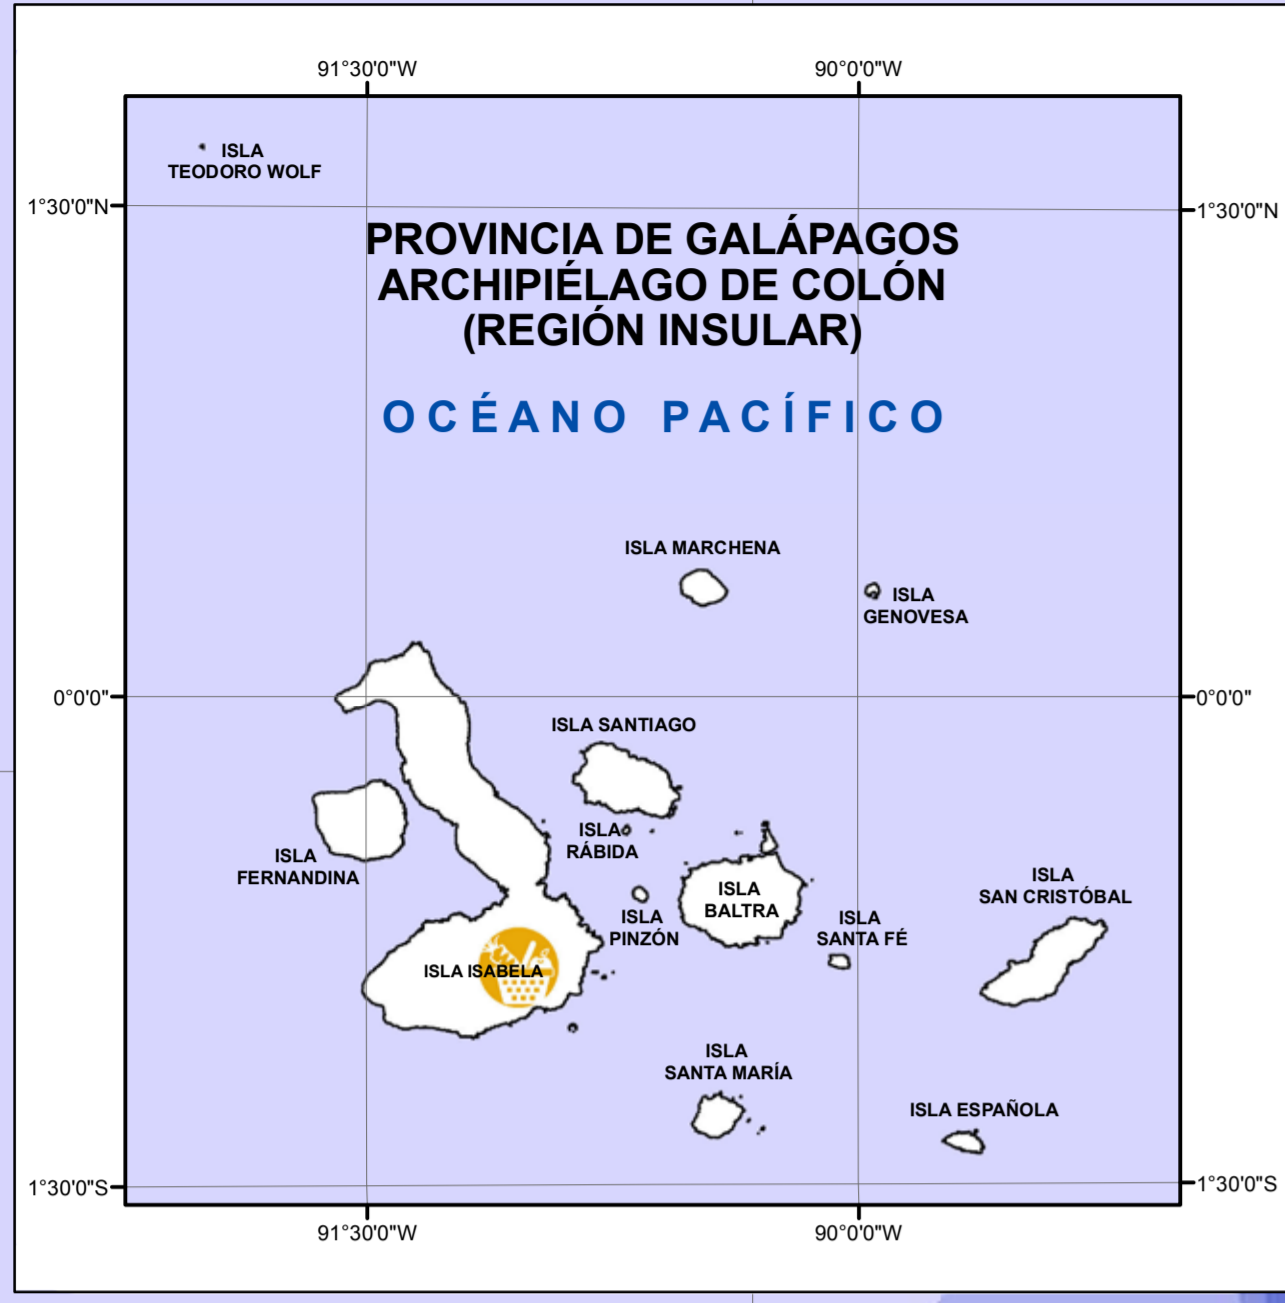 91°30'0"W
90°0'0"W
ISLA
TEODORO WOLF
1°30'0"N
1°30'0"N
PROVINCIA DE GALÁPAGOS
ARCHIPIÉLAGO DE COLÓN
(REGIÓN INSULAR)
OCÉANO PACÍFICO
ISLA MARCHENA
ISLA
GENOVESA
0°0'0"
0°0'0"
ISLA SANTIAGO
ISLA
RÁBIDA
ISLA
FERNANDINA
ISLA
BALTRA
ISLA
SAN CRISTÓBAL
ISLA
PINZÓN
ISLA
SANTA FÉ
ISLA ISABELA
ISLA
SANTA MARÍA
ISLA ESPAÑOLA
1°30'0"S
1°30'0"S
91°30'0"W
90°0'0"W